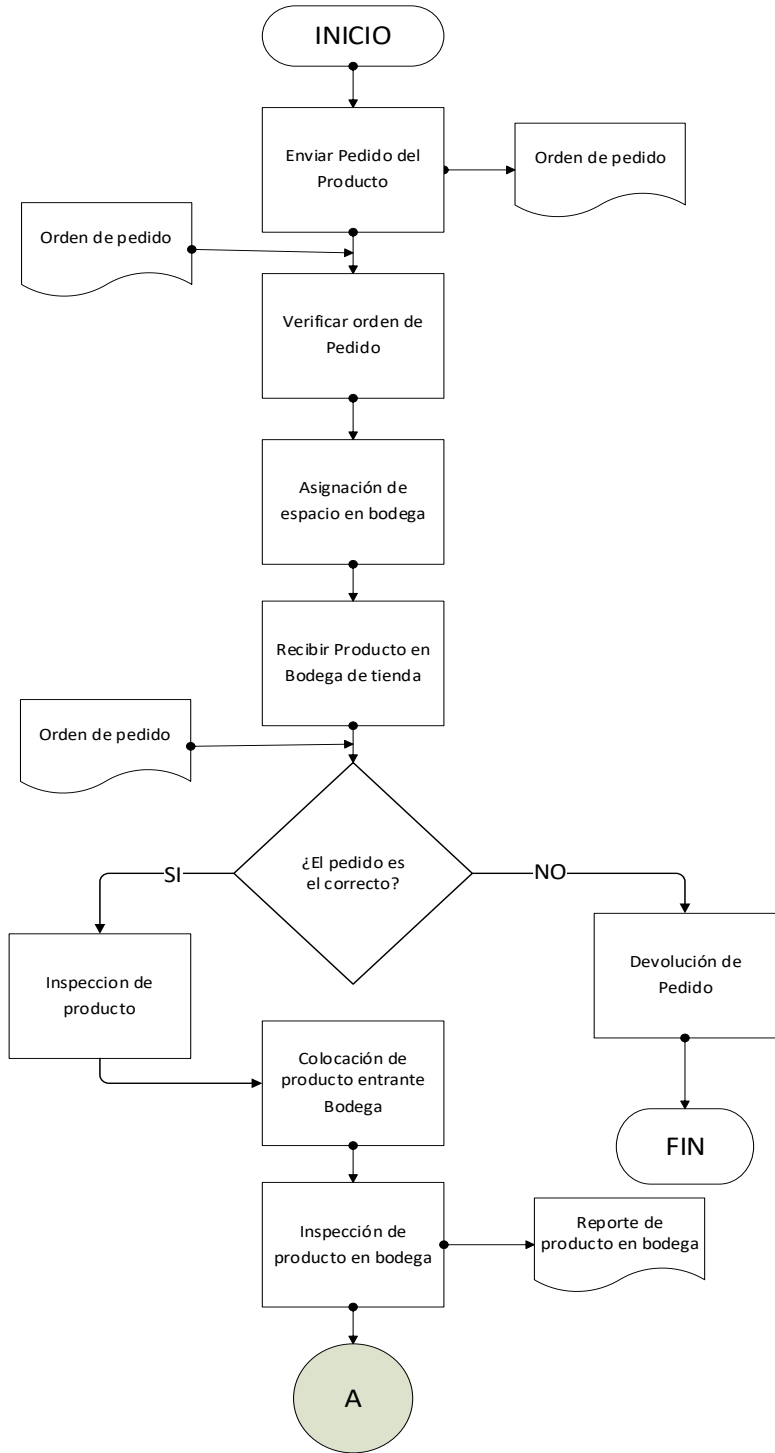 INICIO
Enviar Pedido del
Producto
Orden de pedido
Orden de pedido
Verificar orden de
Pedido
Asignación de
espacio en bodega
Recibir Producto en
Bodega de tienda
Orden de pedido
¿El pedido es
el correcto?
SI
NO
Inspeccion de
producto
Devolución de
Pedido
Colocación de
producto entrante
Bodega
FIN
Inspección de
producto en bodega
Reporte de
producto en bodega
A